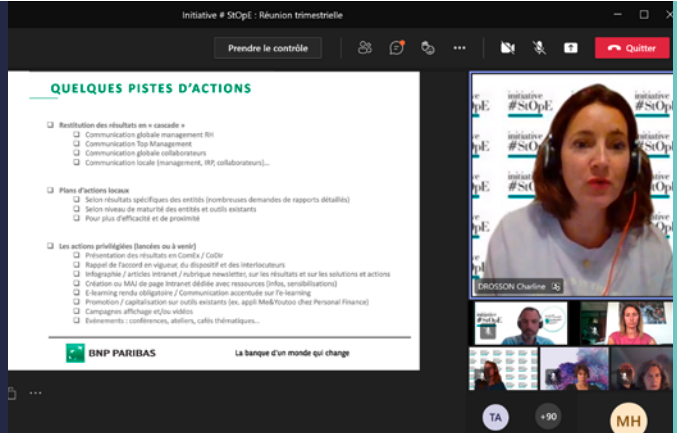 Initiative # StOpE : Réunion trimestrielle
Prendre le contrôle
Quitter
QUELQUES PISTES D'ACTIONS
Restitution des résultats en « cascade »
Communication globale management RH
Communication Top Management
Communication globale collaborateurs
Communication locale (management, IRP, collaborateurs)...
Plans d'actions locaux
Selon résultats spécifiques des entités (nombreuses demandes de rapports détaillés)
Selon niveau de maturité des entités et outils existants
Pour plus d'efficacité et de proximité
Les actions privilégiées (lancées ou à venir)
Présentation des résultats en ComEx / CoDir
Rappel de l'accord en vigueur, du dispositif et des interlocuteurs
Infographie / articles intranet / rubrique newsletter, sur les résultats et sur les solutions et actions
Création ou MAJ de page Intranet dédiée avec ressources (infos, sensibilisations)
E-learning rendu obligatoire / Communication accentuée sur l'e-learning
Promotion / capitalisation sur outils existants (ex. appli Me&Youtoo chez Personal Finance)
Campagnes affichage et/ou vidéos
Evénements : conférences, ateliers, cafés thématiques...
BNP PARIBAS
La banque d'un monde qui change
initiative
#StOpE
DROSSON Charline
TA
+90
MH